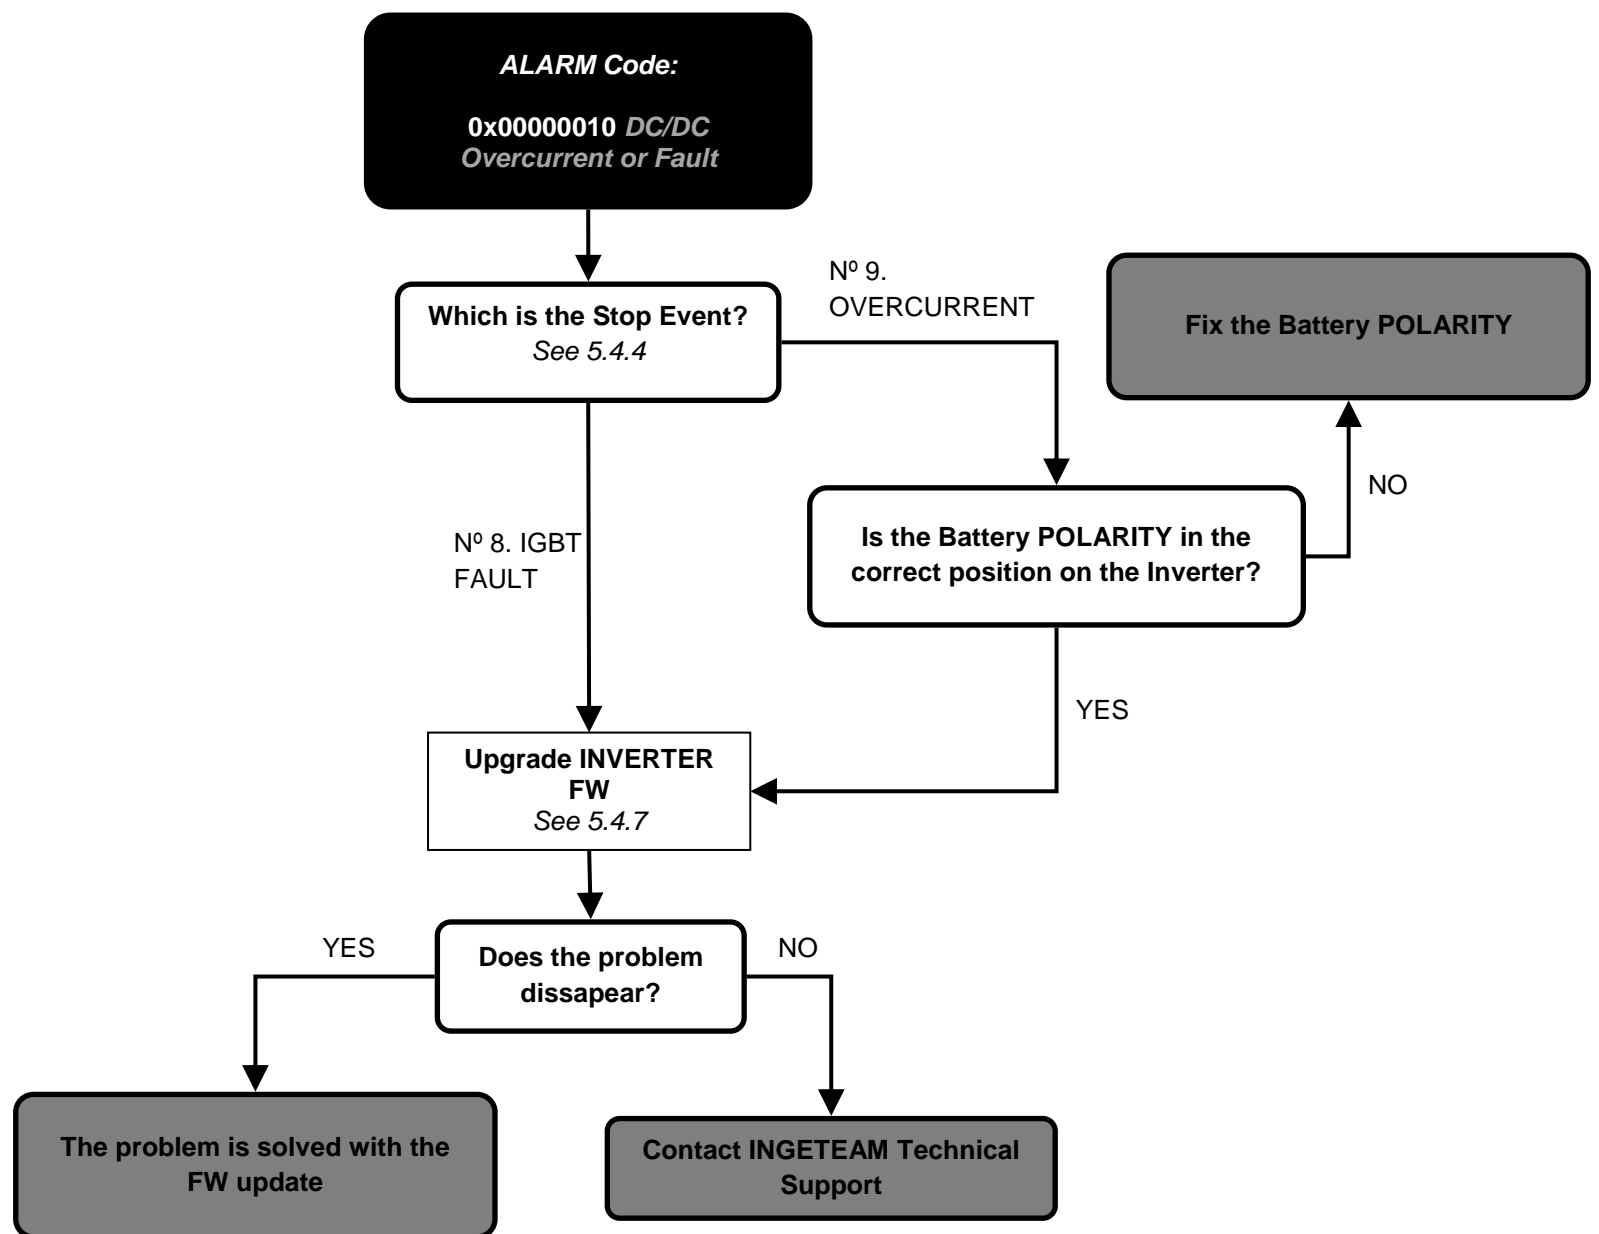 ALARM Code:
0x00000010 DC/DC
Overcurrent or Fault
Nº 9.
OVERCURRENT
Which is the Stop Event?
See 5.4.4
Fix the Battery POLARITY
NO
Is the Battery POLARITY in the
correct position on the Inverter?
Nº 8. IGBT
FAULT
YES
Upgrade INVERTER
FW
See 5.4.7
YES
Does the problem
dissapear?
NO
The problem is solved with the
FW update
Contact INGETEAM Technical
Support